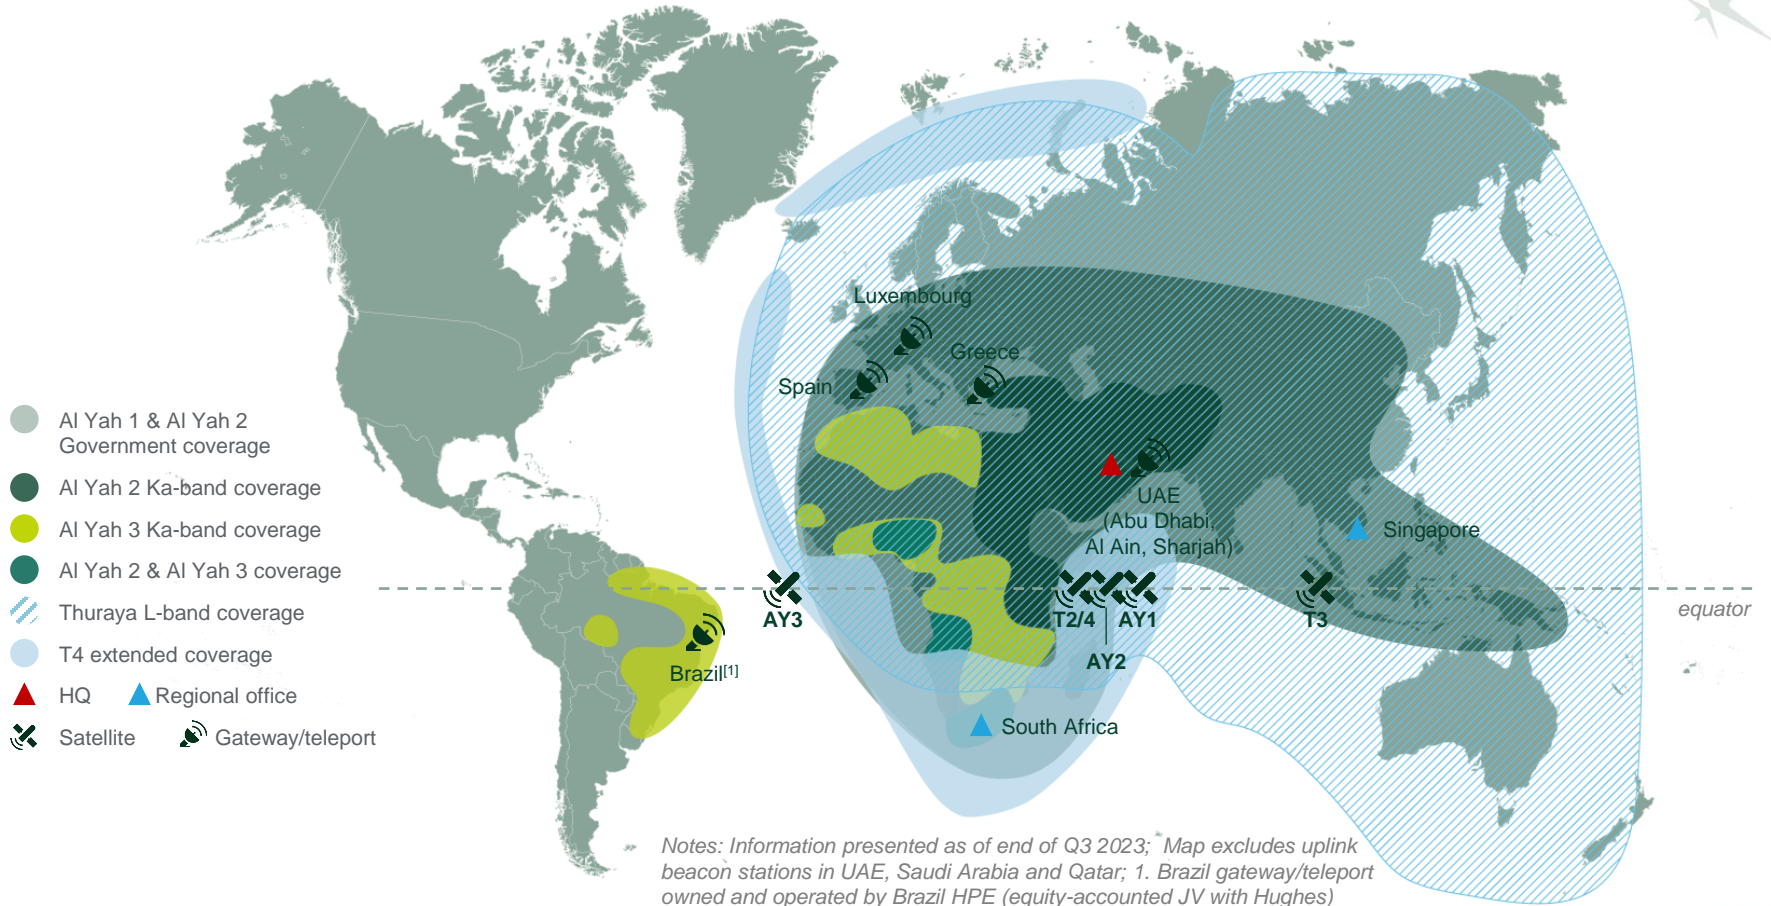 Luxembourg
Greece
Spain
Al Yah 1 & Al Yah 2
Government coverage
Al Yah 2 Ka-band coverage
Al Yah 3 Ka-band coverage
Al Yah 2 & Al Yah 3 coverage
Thuraya L-band coverage
T4 extended coverage
HQ Regional office
Satellite Gateway/teleport
UAE
(Abu Dhabi,
Al Ain, Sharjah)
Singapore
equator
AY3
T2/4 AY1
T3
AY2
Brazil[1]
South Africa
Notes: Information presented as of end of Q3 2023; Map excludes uplink
beacon stations in UAE, Saudi Arabia and Qatar; 1. Brazil gateway/teleport
owned and operated by Brazil HPE (equity-accounted JV with Hughes)